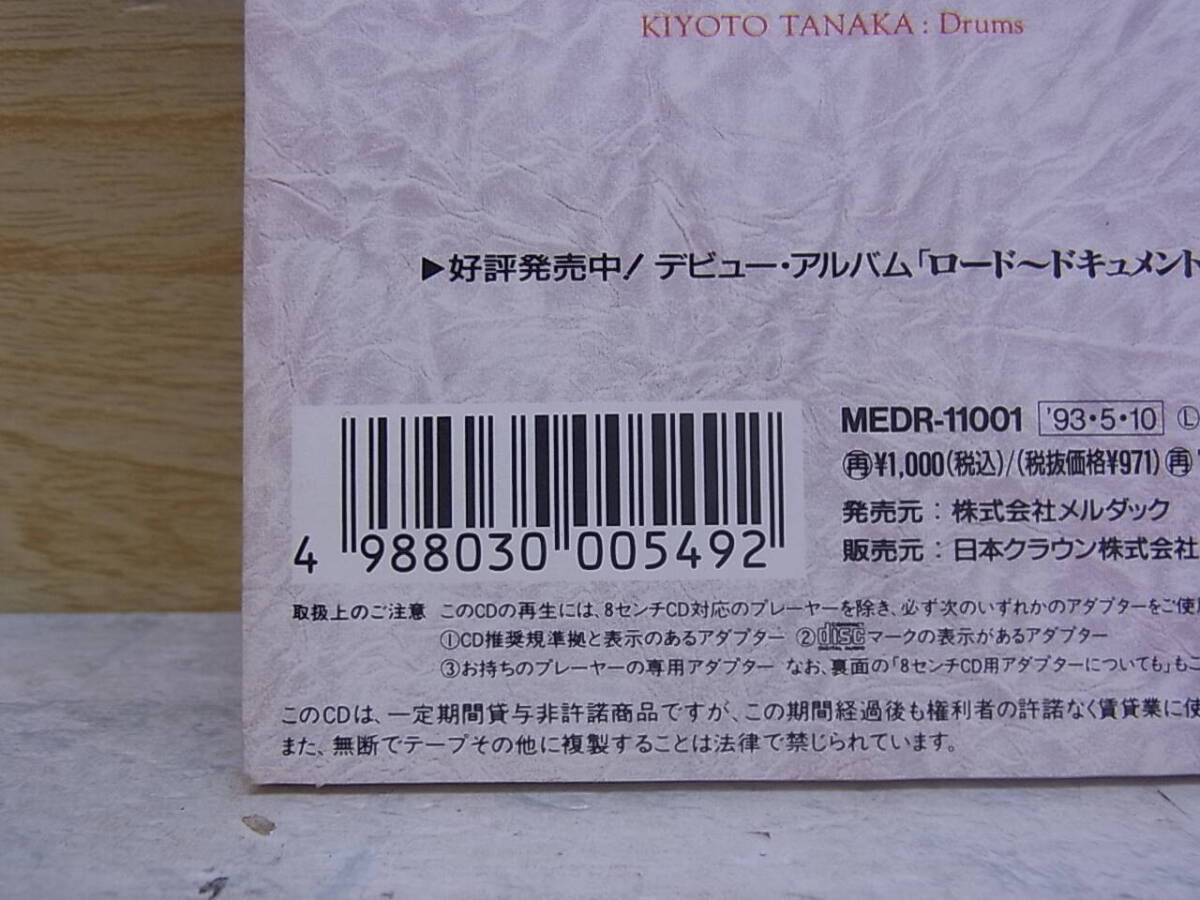 KIYOTO TANAKA : Drums
▶好評発売中! デビュー・アルバム「ロード〜ドキュメント
MEDR-11001 '93・5・10 Ⓛ
再¥1,000(税込)/(税抜価格¥971)再
発売元：株式会社メルダック
販売元：日本クラウン株式会社
4 988030 005492
取扱上のご注意 このCDの再生には、8センチCD対応のプレーヤーを除き、必ず次のいずれかのアダプターをご使用
①CD推奨規準拠と表示のあるアダプター ②disc DIGITAL AUDIO マークの表示があるアダプター
③お持ちのプレーヤーの専用アダプター なお、裏面の「8センチCD用アダプターについても」もご
このCDは、一定期間貸与非許諾商品ですが、この期間経過後も権利者の許諾なく賃貸業に使
また、無断でテープその他に複製することは法律で禁じられています。